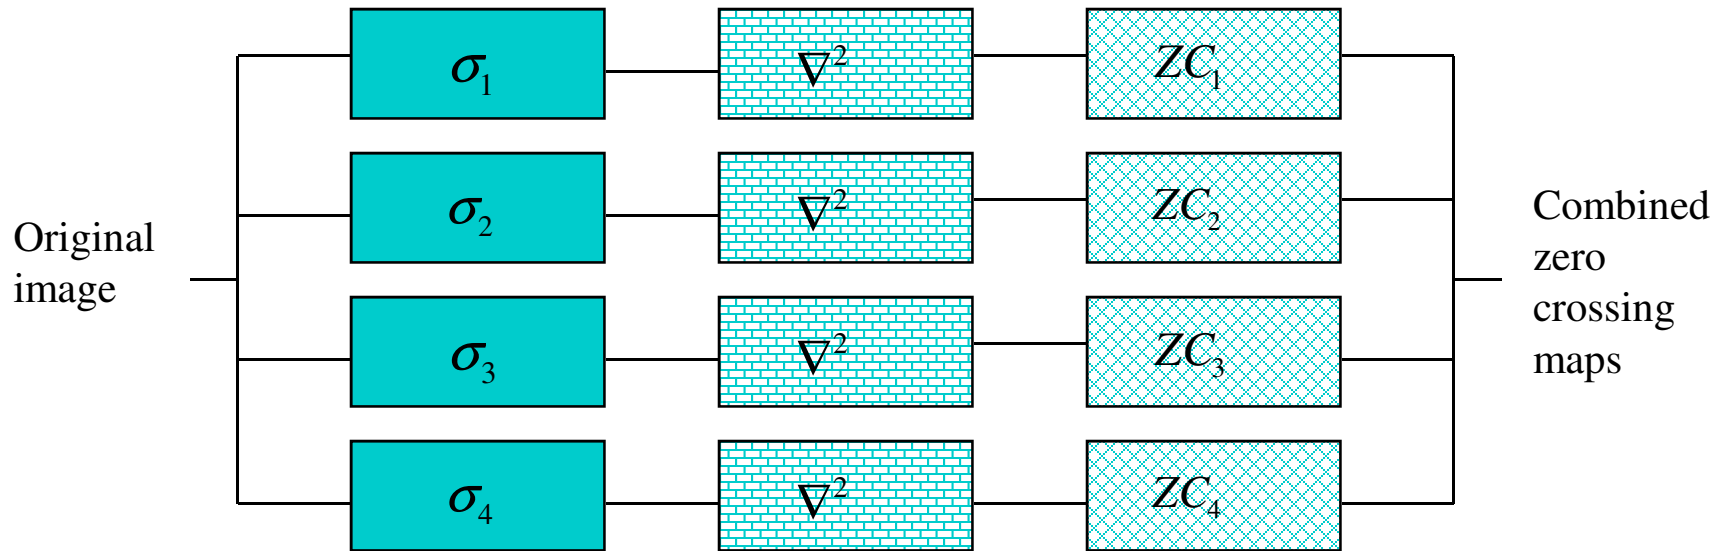 Original
image
σ₁ ∇² ZC₁
σ₂ ∇² ZC₂
σ₃ ∇² ZC₃
σ₄ ∇² ZC₄
Combined
zero
crossing
maps